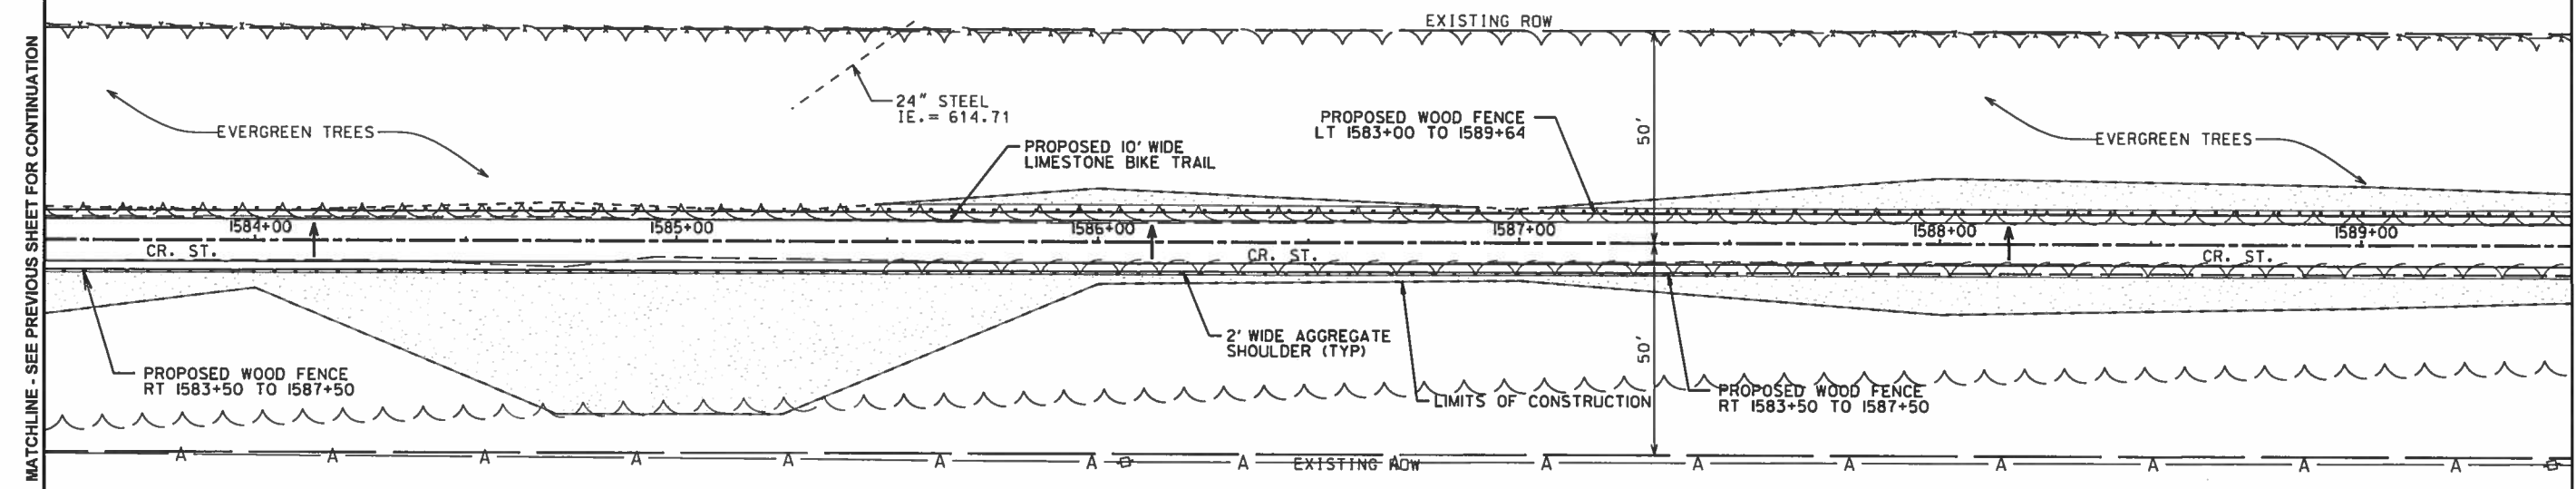 MATCHLINE - SEE PREVIOUS SHEET FOR CONTINUATION
EXISTING ROW
24" STEEL
IE.= 614.71
EVERGREEN TREES
PROPOSED 10' WIDE
LIMESTONE BIKE TRAIL
PROPOSED WOOD FENCE
LT 1583+00 TO 1589+64
50'
EVERGREEN TREES
1584+00
1585+00
1586+00
1587+00
1588+00
1589+00
CR. ST.
CR. ST.
CR. ST.
2' WIDE AGGREGATE
SHOULDER (TYP)
50'
PROPOSED WOOD FENCE
RT 1583+50 TO 1587+50
LIMITS OF CONSTRUCTION
PROPOSED WOOD FENCE
RT 1583+50 TO 1587+50
A A A A A A A A A A A A A A A A
EXISTING ROW